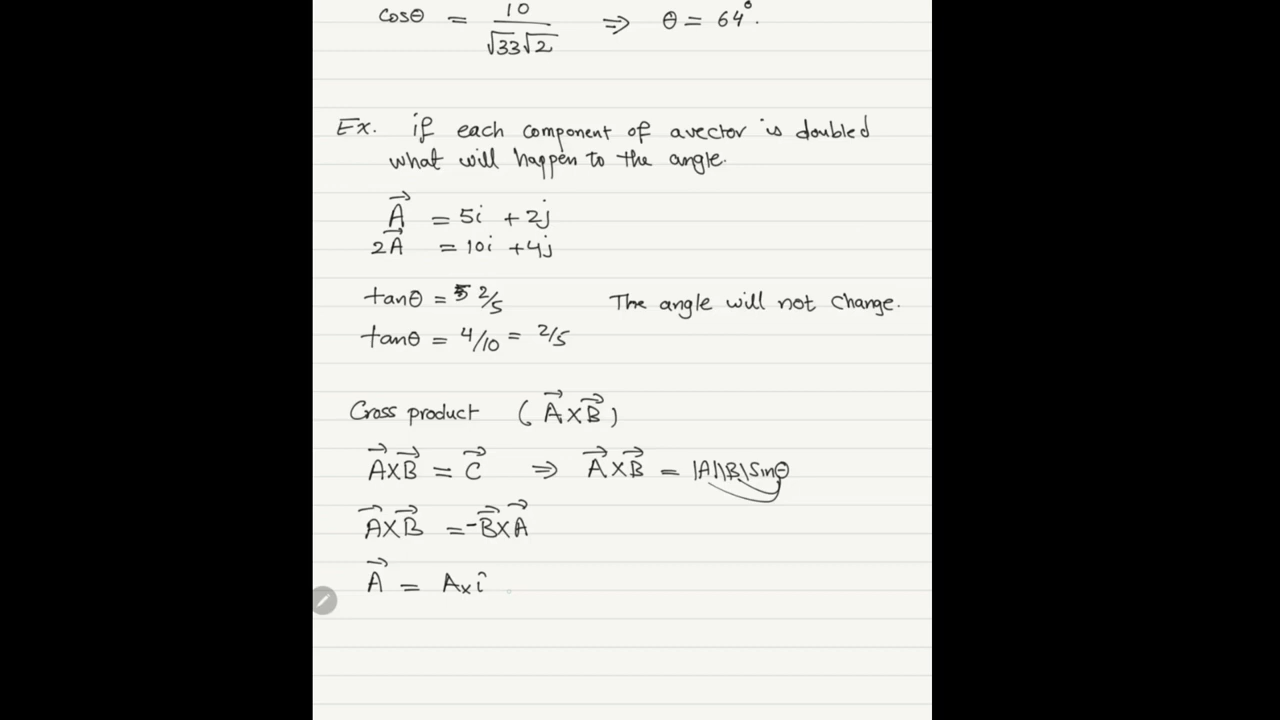 cosθ = 10 / √33 √2 ⇒ θ = 64°.
Ex. if each component of a vector is doubled
what will happen to the angle.
A⃗ = 5i + 2j
2A⃗ = 10i + 4j
tanθ = 2/5 The angle will not change.
tanθ = 4/10 = 2/5
Cross product (A⃗ × B⃗)
A⃗ × B⃗ = C⃗ ⇒ A⃗ × B⃗ = |A||B| Sinθ
A⃗ × B⃗ = -B⃗ × A⃗
A⃗ = Axî